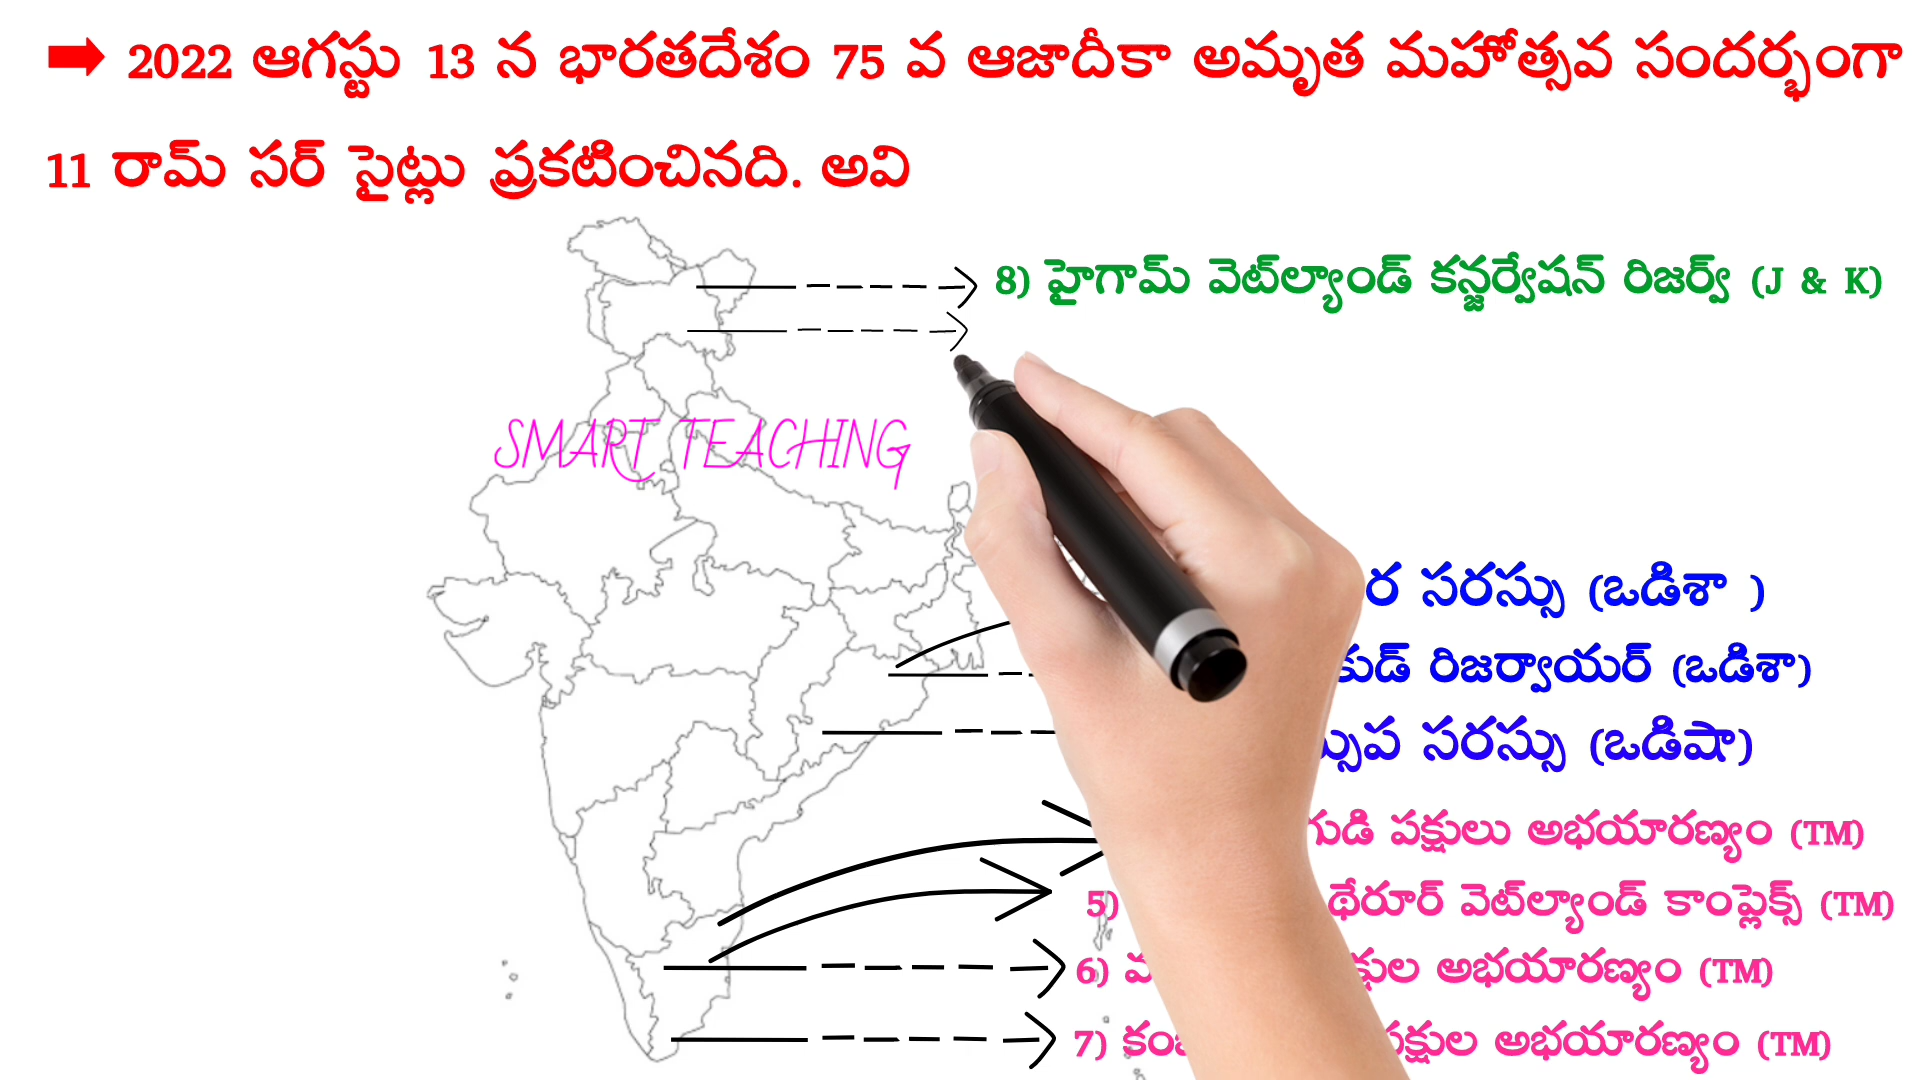 2022 ఆగస్టు 13 న భారతదేశం 75 వ ఆజాదీకా అమృత మహోత్సవ సందర్భంగా
11 రామ్ సర్ సైట్లు ప్రకటించినది. అవి
8) హైగామ్ వెట్‌ల్యాండ్ కన్జర్వేషన్ రిజర్వ్ (J & K)
SMART TEACHING
సరస్సు (ఒడిశా )
రిజర్వాయర్ (ఒడిశా)
సరస్సు (ఒడిషా)
పక్షులు అభయారణ్యం (TM)
5) వెట్‌ల్యాండ్ కాంప్లెక్స్ (TM)
6) అభయారణ్యం (TM)
7) అభయారణ్యం (TM)